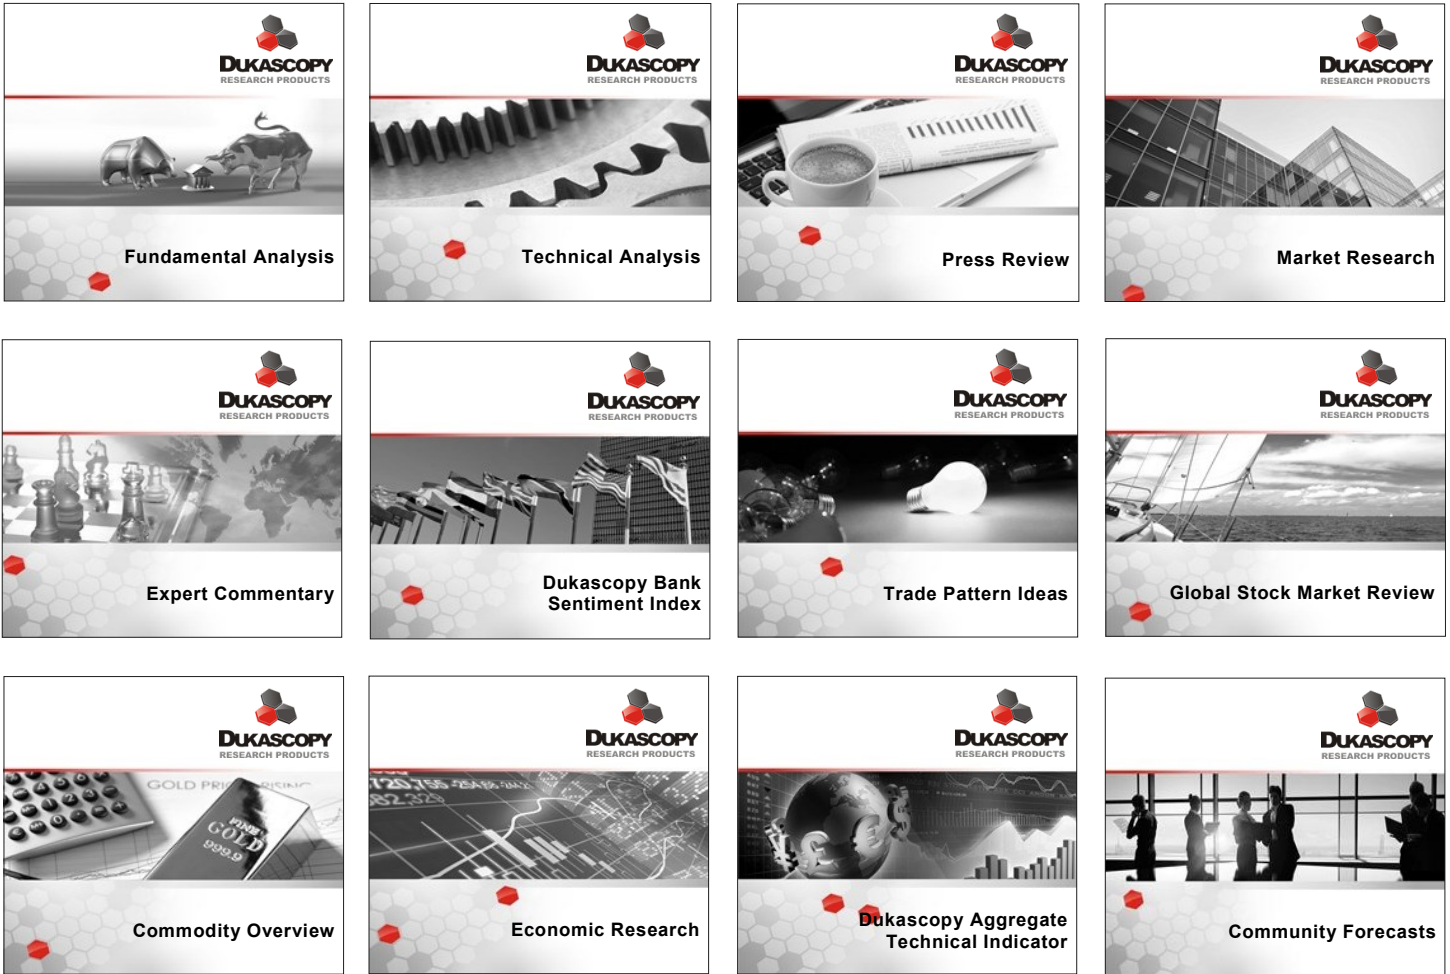 DUKASCOPY
RESEARCH PRODUCTS
Fundamental Analysis
DUKASCOPY
RESEARCH PRODUCTS
Technical Analysis
DUKASCOPY
RESEARCH PRODUCTS
Press Review
DUKASCOPY
RESEARCH PRODUCTS
Market Research
DUKASCOPY
RESEARCH PRODUCTS
Expert Commentary
DUKASCOPY
RESEARCH PRODUCTS
Dukascopy Bank
Sentiment Index
DUKASCOPY
RESEARCH PRODUCTS
Trade Pattern Ideas
DUKASCOPY
RESEARCH PRODUCTS
Global Stock Market Review
DUKASCOPY
RESEARCH PRODUCTS
GOLD PRICE RISING
FINE
GOLD
999.9
Commodity Overview
DUKASCOPY
RESEARCH PRODUCTS
Economic Research
DUKASCOPY
RESEARCH PRODUCTS
Dukascopy Aggregate
Technical Indicator
DUKASCOPY
RESEARCH PRODUCTS
Community Forecasts